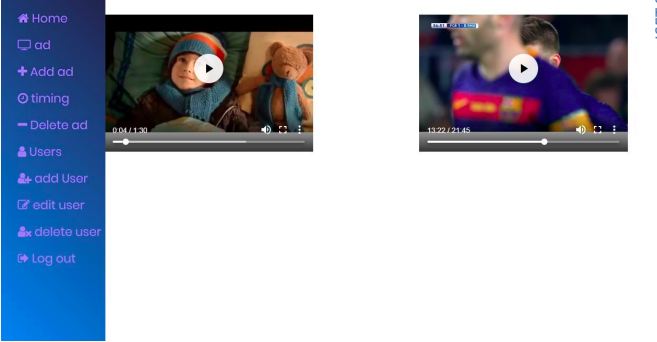 Home
ad
Add ad
timing
Delete ad
Users
add User
edit user
delete user
Log out
0:04 / 1:30
13:22 / 21:45